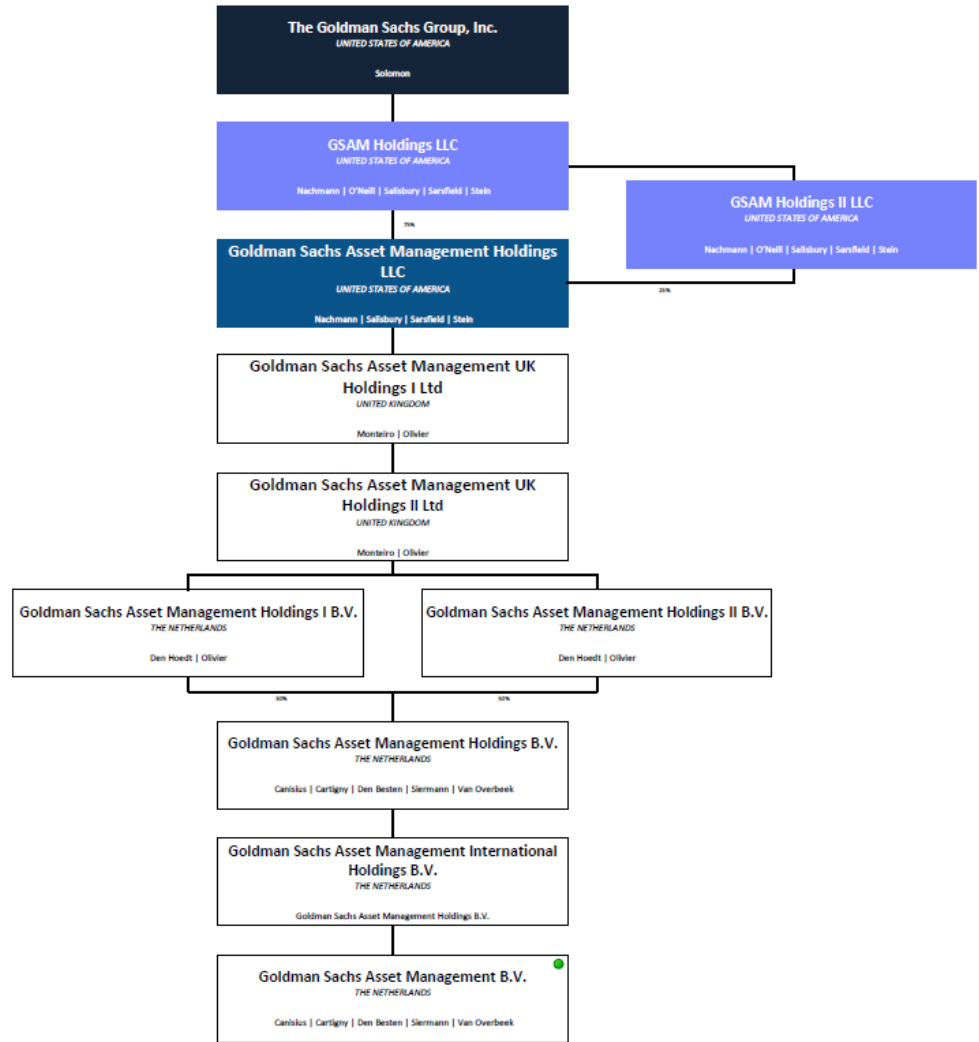 The Goldman Sachs Group, Inc.
UNITED STATES OF AMERICA
Solomon
GSAM Holdings LLC
UNITED STATES OF AMERICA
Nachmann | O'Neill | Salisbury | Sarsfield | Stein
GSAM Holdings II LLC
UNITED STATES OF AMERICA
Nachmann | O'Neill | Salisbury | Sarsfield | Stein
75%
Goldman Sachs Asset Management Holdings
LLC
UNITED STATES OF AMERICA
Nachmann | Salisbury | Sarsfield | Stein
25%
Goldman Sachs Asset Management UK
Holdings I Ltd
UNITED KINGDOM
Monteiro | Olivier
Goldman Sachs Asset Management UK
Holdings II Ltd
UNITED KINGDOM
Monteiro | Olivier
Goldman Sachs Asset Management Holdings I B.V.
THE NETHERLANDS
Den Hoedt | Olivier
Goldman Sachs Asset Management Holdings II B.V.
THE NETHERLANDS
Den Hoedt | Olivier
50%
50%
Goldman Sachs Asset Management Holdings B.V.
THE NETHERLANDS
Canisius | Cartigny | Den Besten | Siermann | Van Overbeek
Goldman Sachs Asset Management International
Holdings B.V.
THE NETHERLANDS
Goldman Sachs Asset Management Holdings B.V.
Goldman Sachs Asset Management B.V.
THE NETHERLANDS
Canisius | Cartigny | Den Besten | Siermann | Van Overbeek